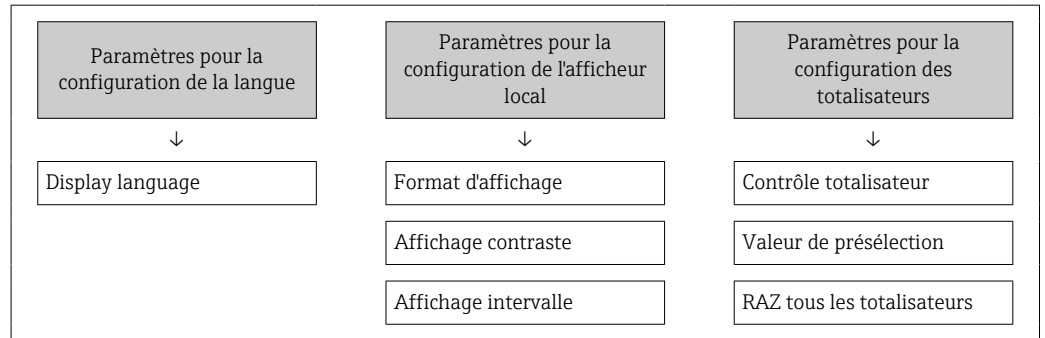 Paramètres pour la
configuration de la langue
↓
Display language
Paramètres pour la
configuration de l'afficheur
local
↓
Format d'affichage
Affichage contraste
Affichage intervalle
Paramètres pour la
configuration des
totalisateurs
↓
Contrôle totalisateur
Valeur de présélection
RAZ tous les totalisateurs